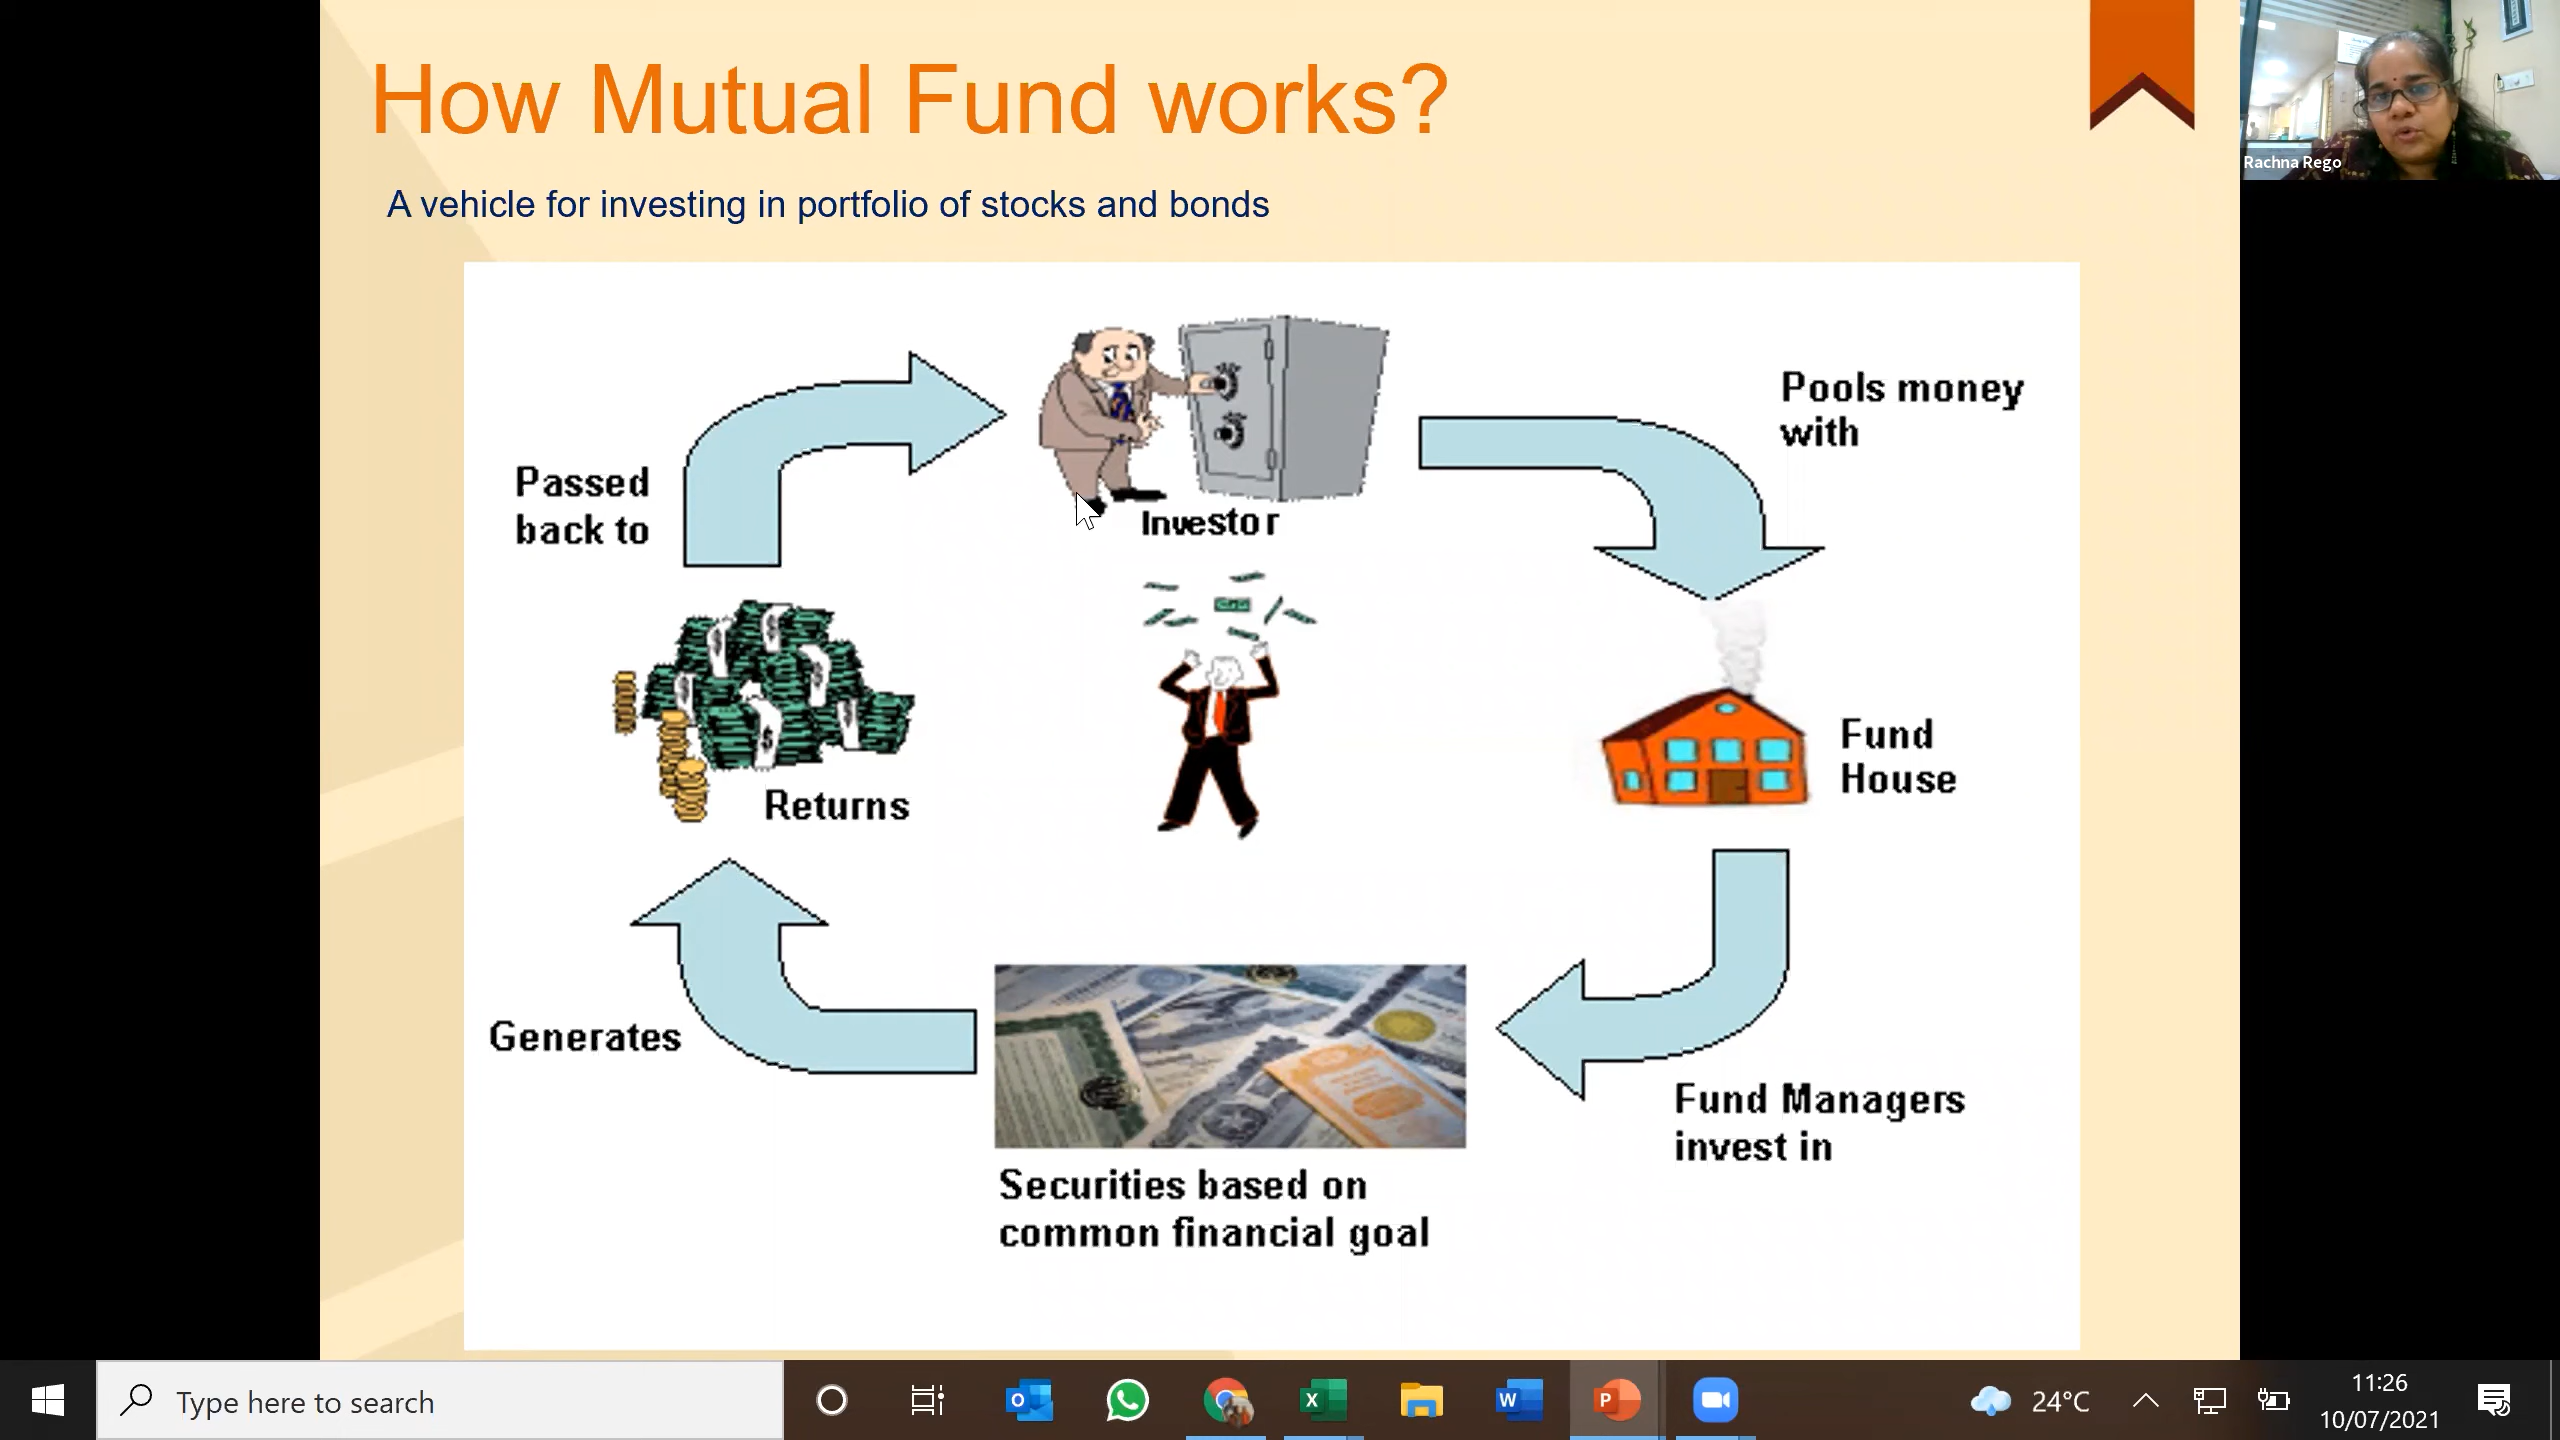 How Mutual Fund works?
A vehicle for investing in portfolio of stocks and bonds
Rachna Rego
Investor
Pools money
with
Passed
back to
Fund
House
Returns
Generates
Fund Managers
invest in
Securities based on
common financial goal
Type here to search
24°C
11:26
10/07/2021